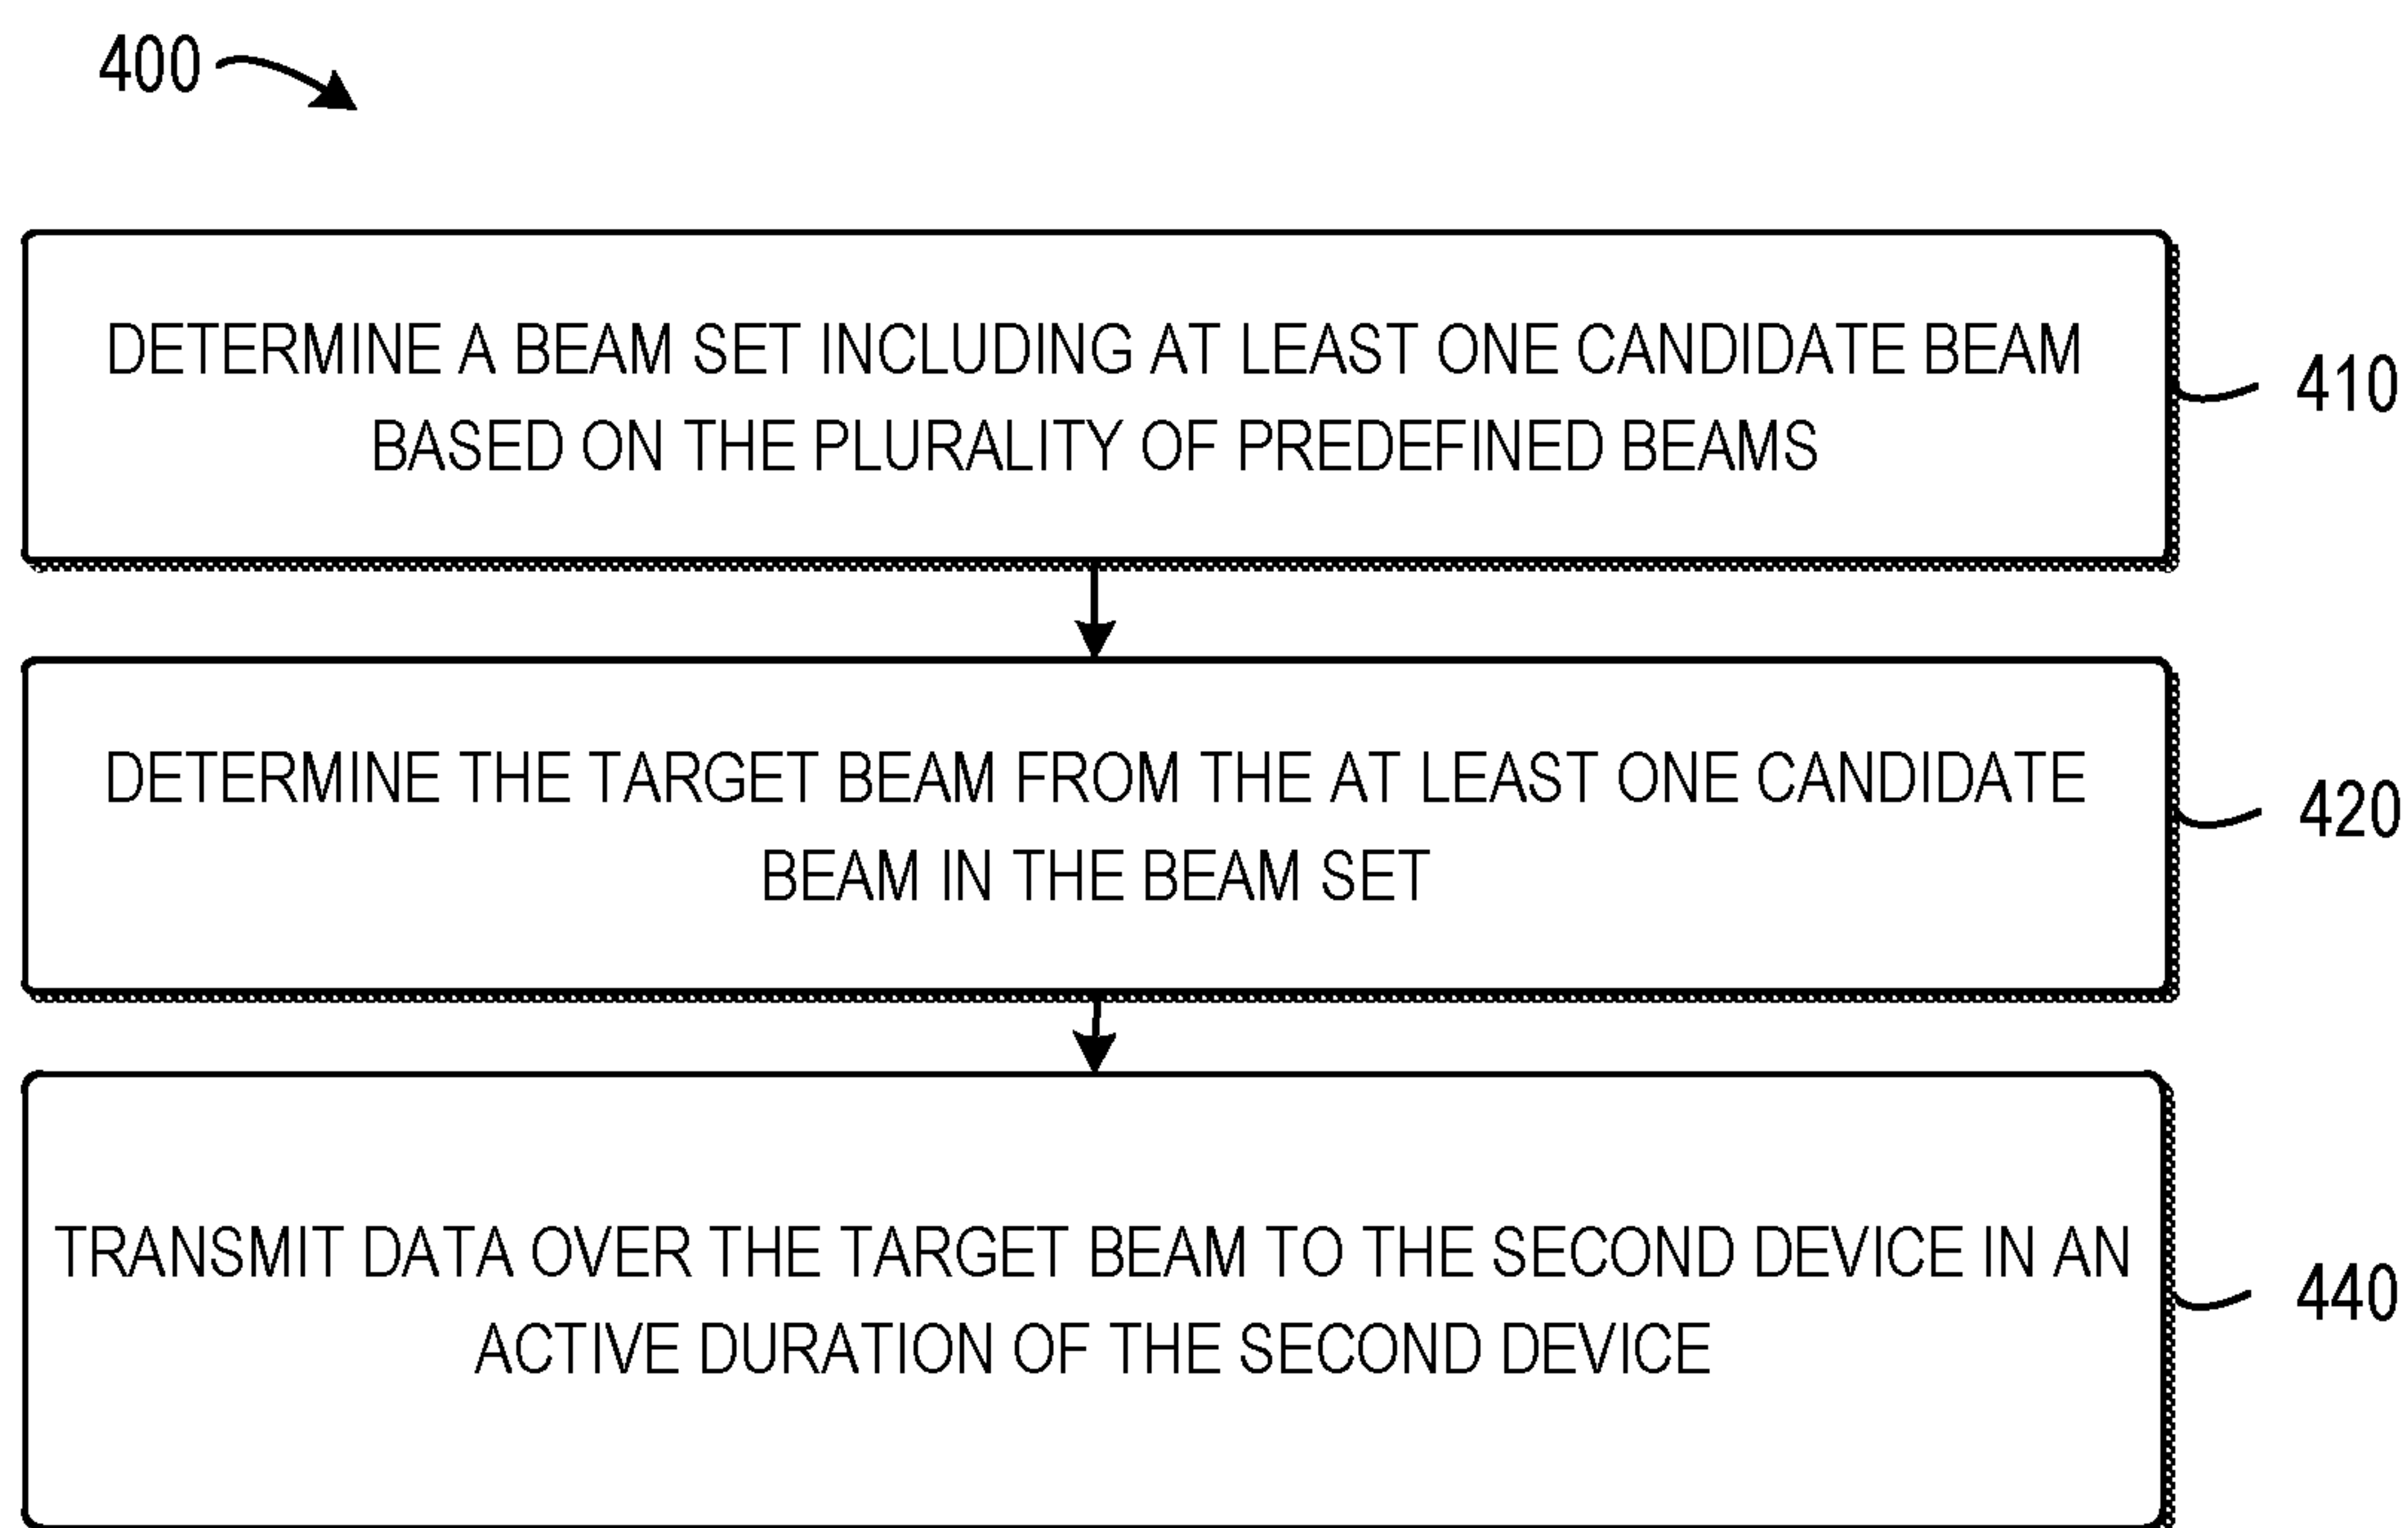 400
DETERMINE A BEAM SET INCLUDING AT LEAST ONE CANDIDATE BEAM
BASED ON THE PLURALITY OF PREDEFINED BEAMS
410
DETERMINE THE TARGET BEAM FROM THE AT LEAST ONE CANDIDATE
BEAM IN THE BEAM SET
420
TRANSMIT DATA OVER THE TARGET BEAM TO THE SECOND DEVICE IN AN
ACTIVE DURATION OF THE SECOND DEVICE
440